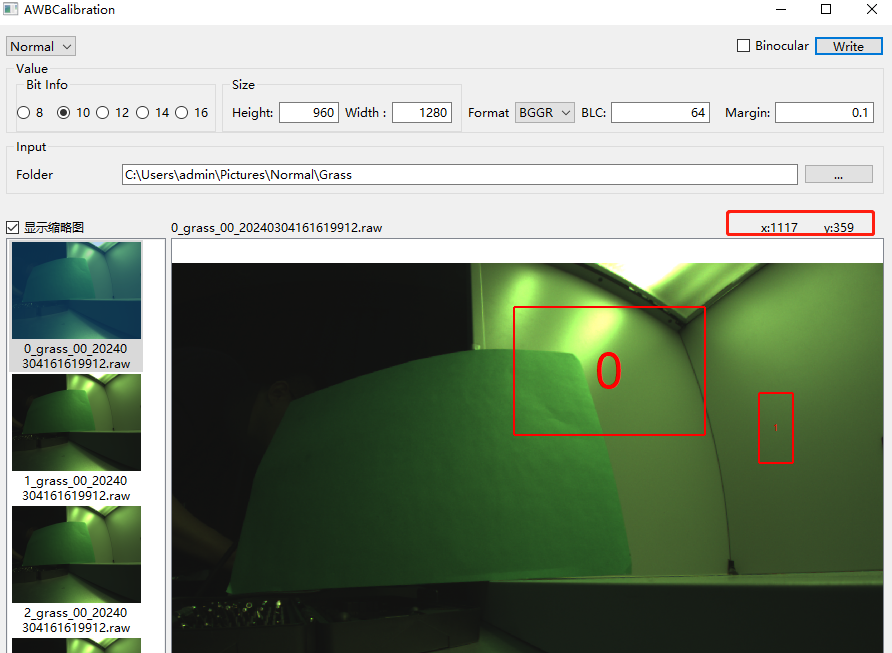 AWBCalibration
Normal
Binocular
Write
Value
Bit Info
Size
8 10 12 14 16
Height: 960 Width : 1280
Format BGGR BLC: 64 Margin: 0.1
Input
Folder C:\Users\admin\Pictures\Normal\Grass ...
显示缩略图
0_grass_00_20240304161619912.raw
x:1117 y:359
0_grass_00_20240
304161619912.raw
1_grass_00_20240
304161619912.raw
2_grass_00_20240
304161619912.raw
0